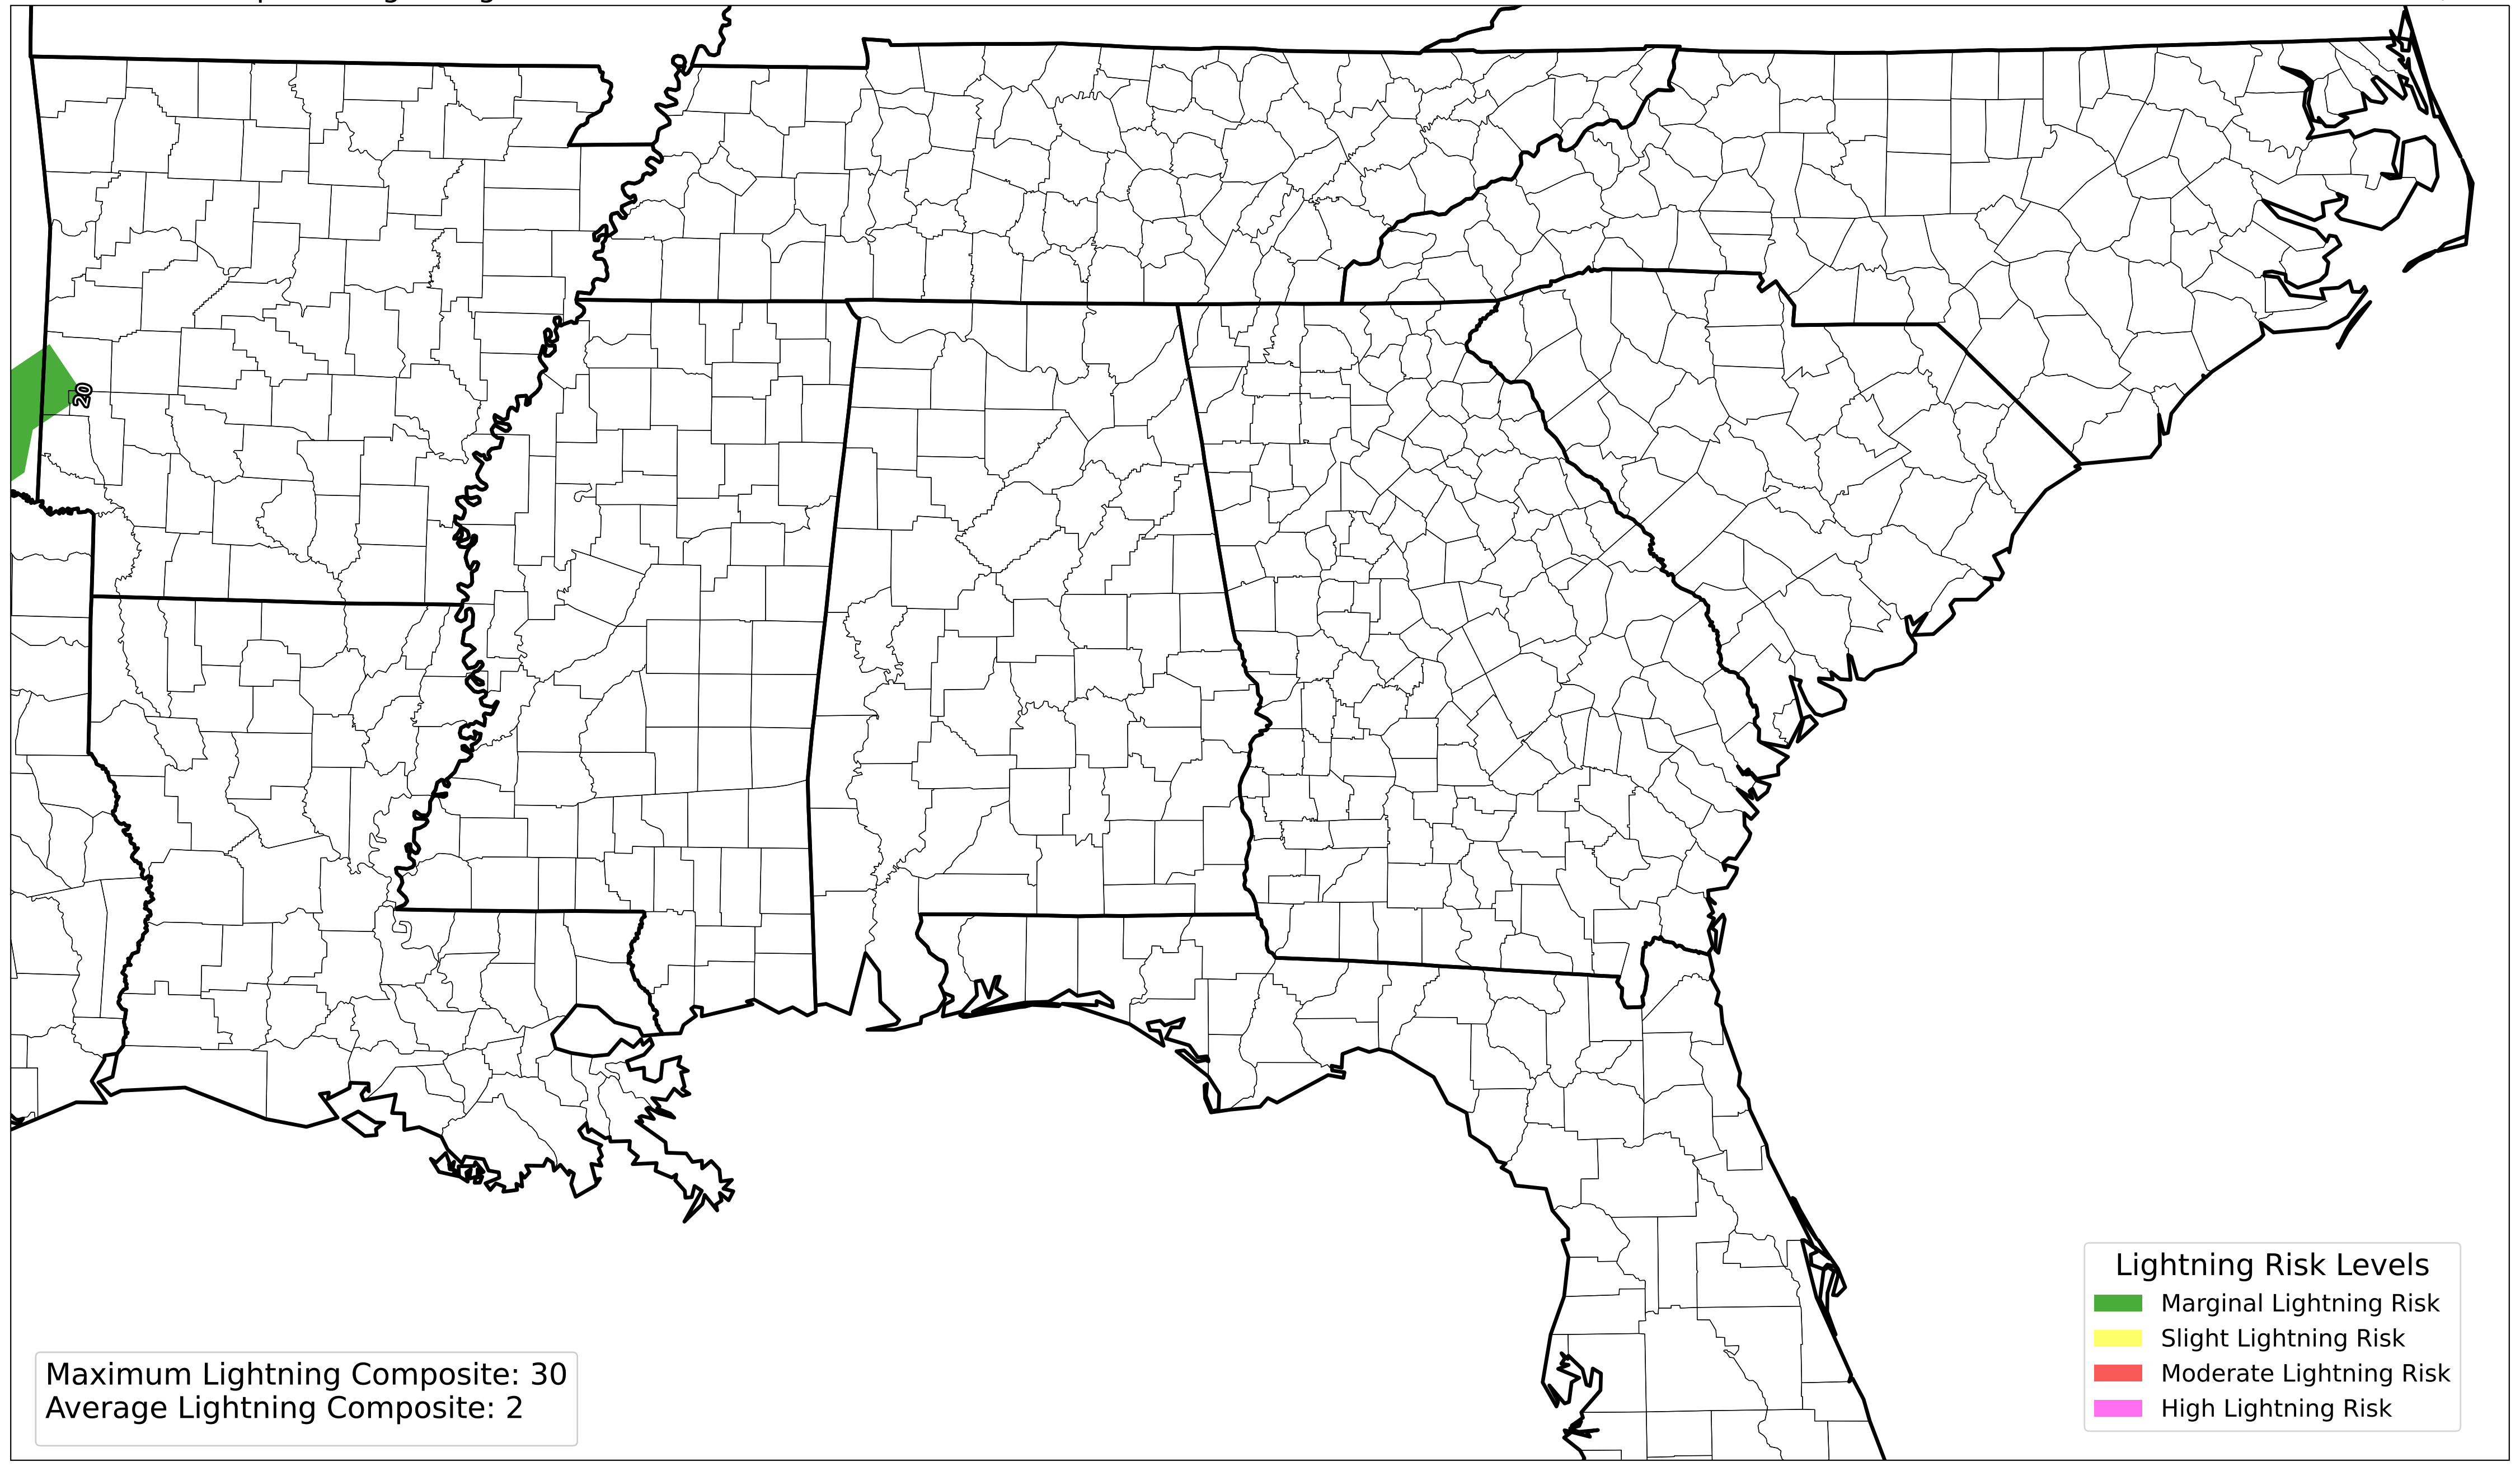 20
Lightning Risk Levels
Marginal Lightning Risk
Slight Lightning Risk
Moderate Lightning Risk
High Lightning Risk
Maximum Lightning Composite: 30
Average Lightning Composite: 2